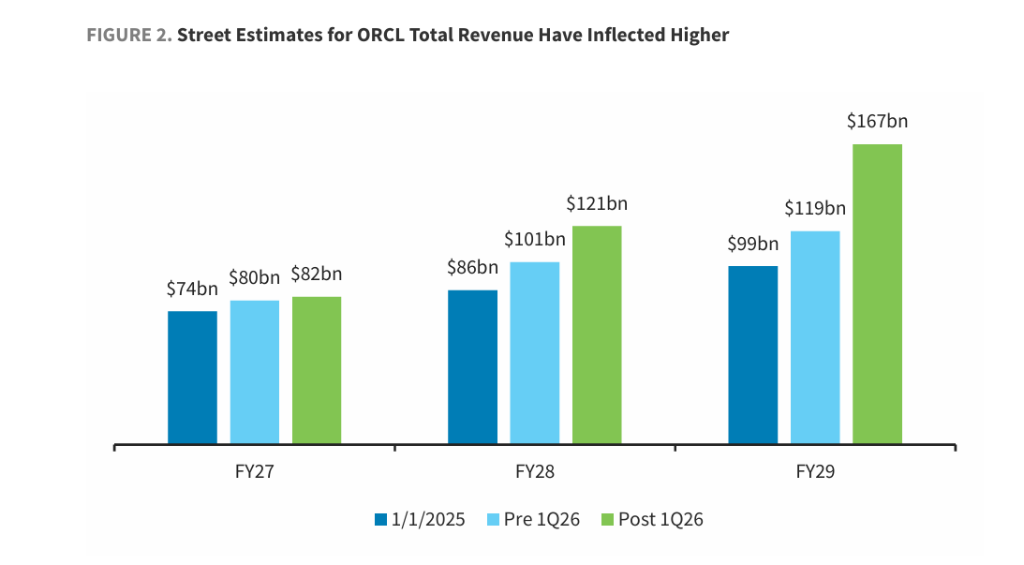 FIGURE 2. Street Estimates for ORCL Total Revenue Have Inflected Higher
$74bn $80bn $82bn
$86bn $101bn $121bn
$99bn $119bn $167bn
FY27 FY28 FY29
1/1/2025 Pre 1Q26 Post 1Q26